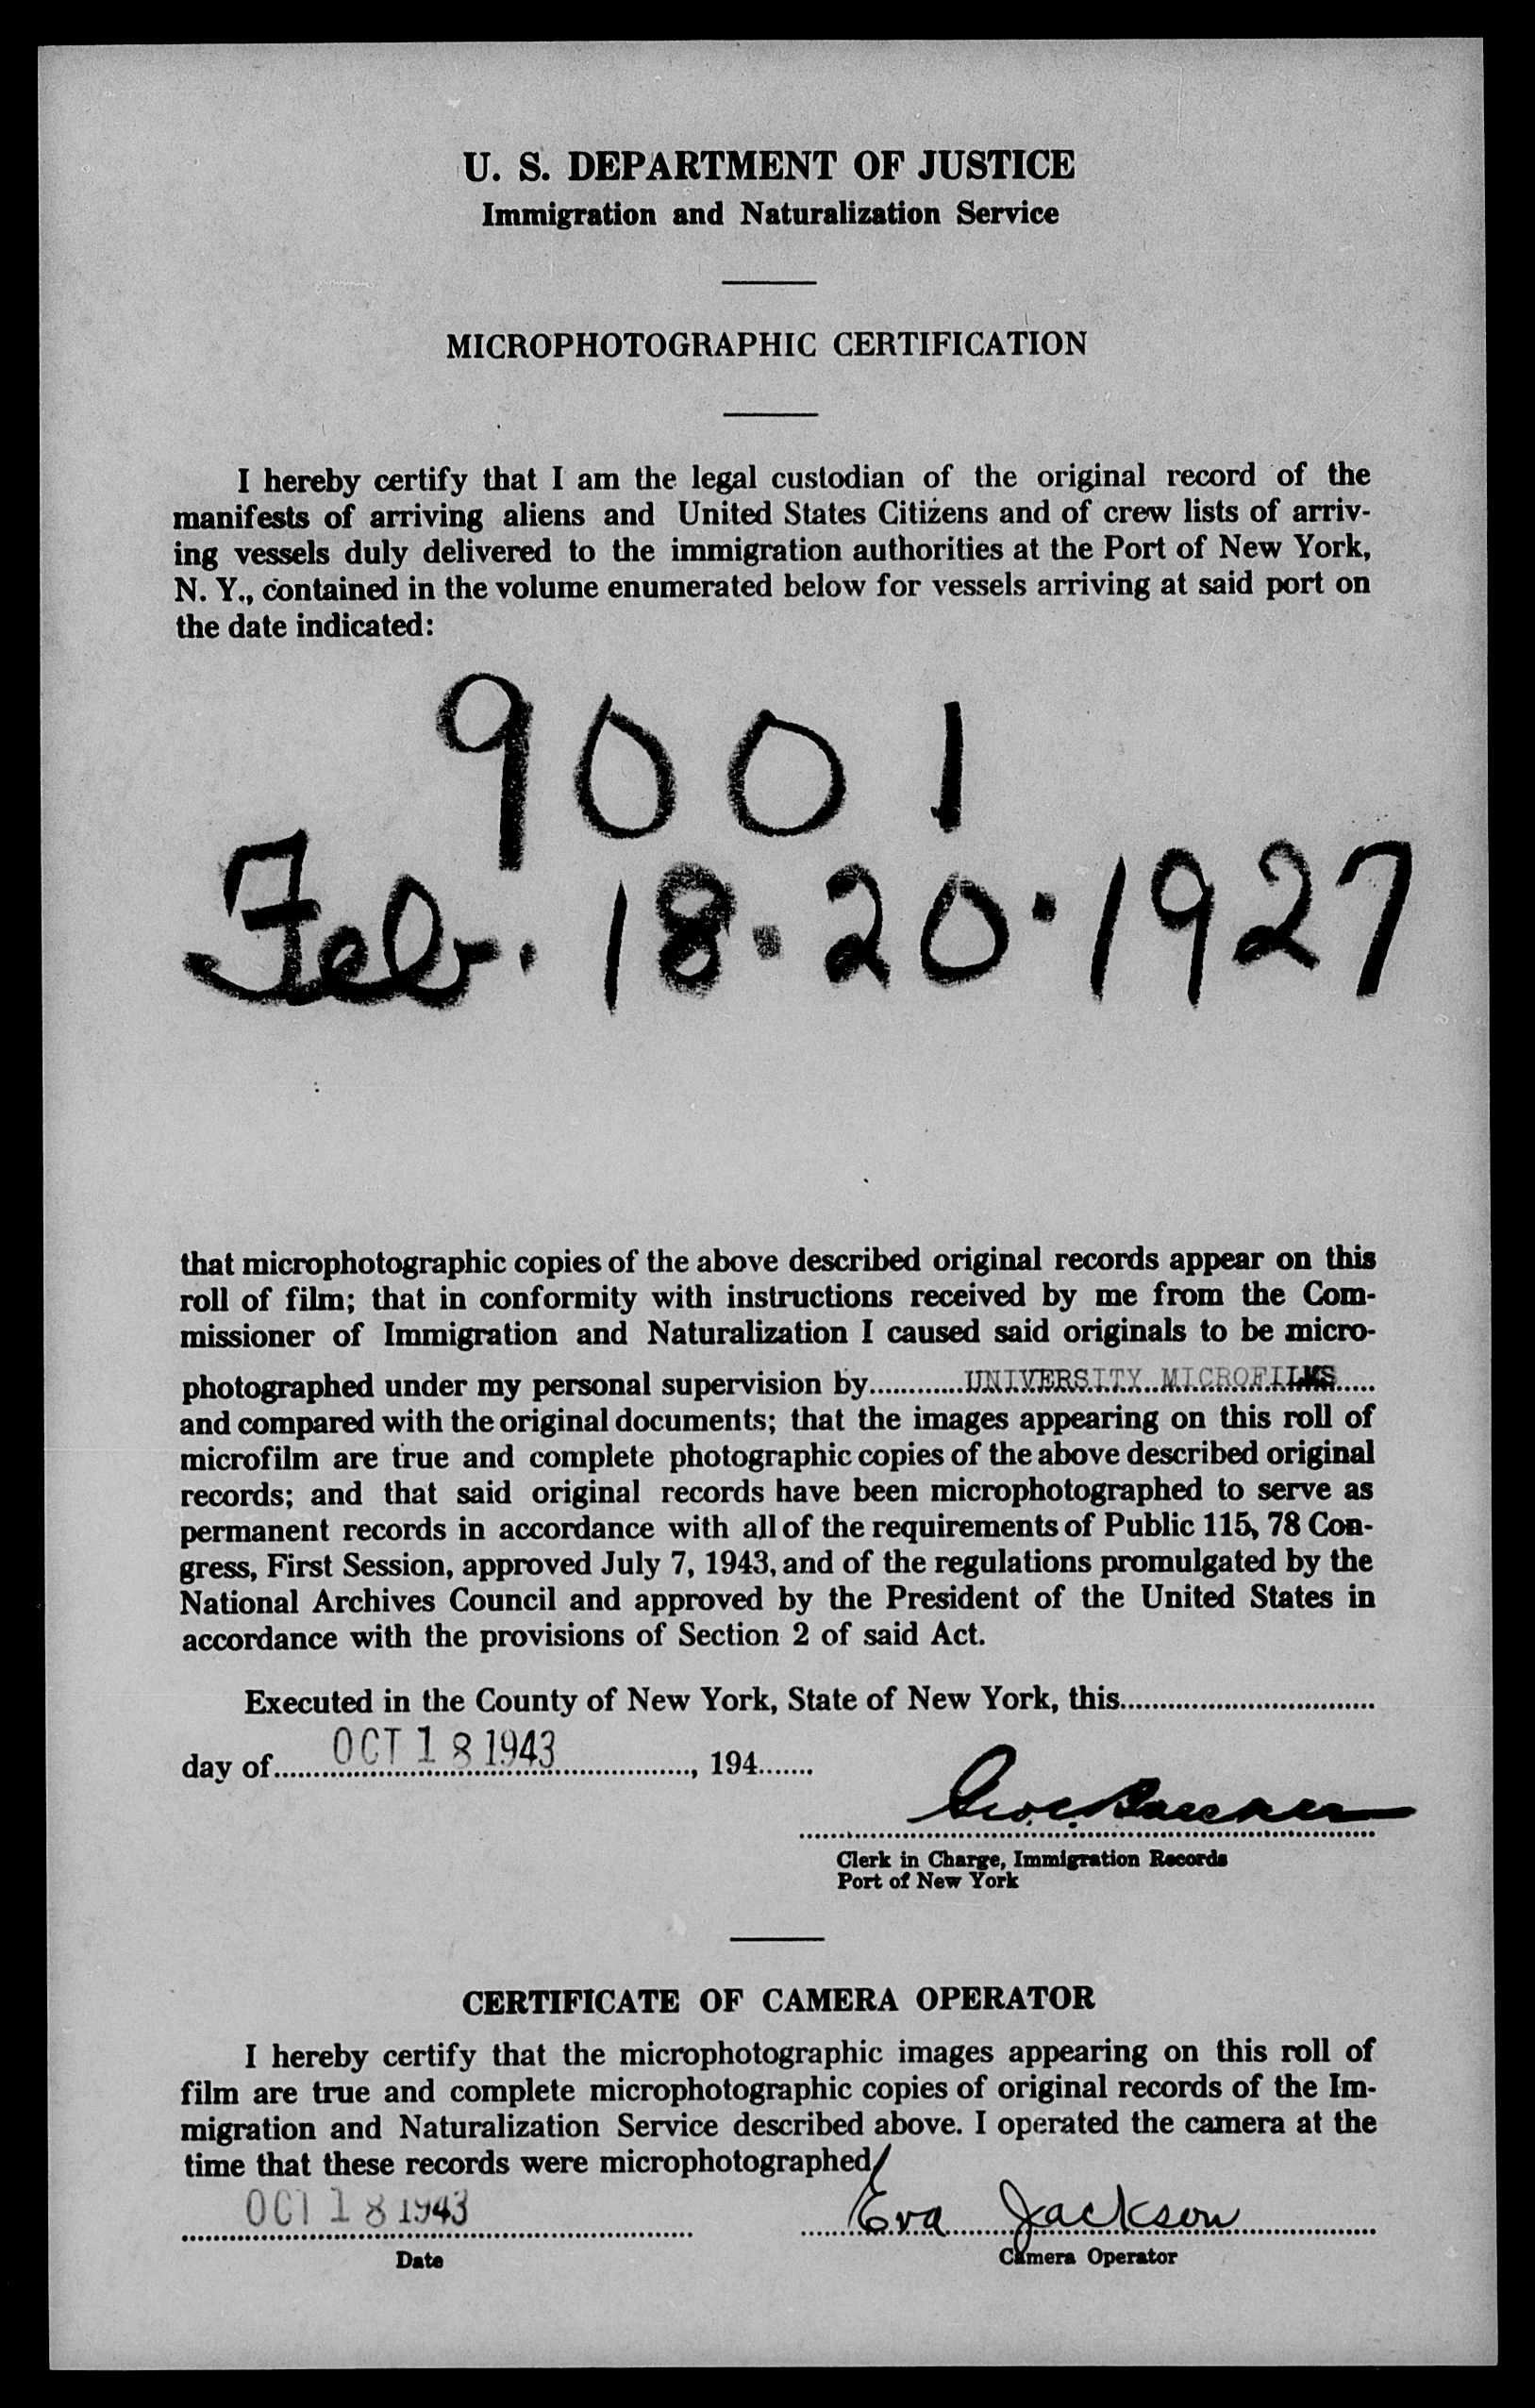 U. S. DEPARTMENT OF JUSTICE
Immigration and Naturalization Service
MICROPHOTOGRAPHIC CERTIFICATION
I hereby certify that I am the legal custodian of the original record of the
manifests of arriving aliens and United States Citizens and of crew lists of arriv-
ing vessels duly delivered to the immigration authorities at the Port of New York,
N. Y., contained in the volume enumerated below for vessels arriving at said port on
the date indicated:
9001
Feb. 18. 20. 1927
that microphotographic copies of the above described original records appear on this
roll of film; that in conformity with instructions received by me from the Com-
missioner of Immigration and Naturalization I caused said originals to be micro-
photographed under my personal supervision by............UNIVERSITY MICROFILMS......
and compared with the original documents; that the images appearing on this roll of
microfilm are true and complete photographic copies of the above described original
records; and that said original records have been microphotographed to serve as
permanent records in accordance with all of the requirements of Public 115, 78 Con-
gress, First Session, approved July 7, 1943, and of the regulations promulgated by the
National Archives Council and approved by the President of the United States in
accordance with the provisions of Section 2 of said Act.
Executed in the County of New York, State of New York, this................................
day of......OCT 18 1943................, 194.......
Clerk in Charge, Immigration Records
Port of New York
CERTIFICATE OF CAMERA OPERATOR
I hereby certify that the microphotographic images appearing on this roll of
film are true and complete microphotographic copies of original records of the Im-
migration and Naturalization Service described above. I operated the camera at the
time that these records were microphotographed
OCT 18 1943 Eva Jackson
Date Camera Operator